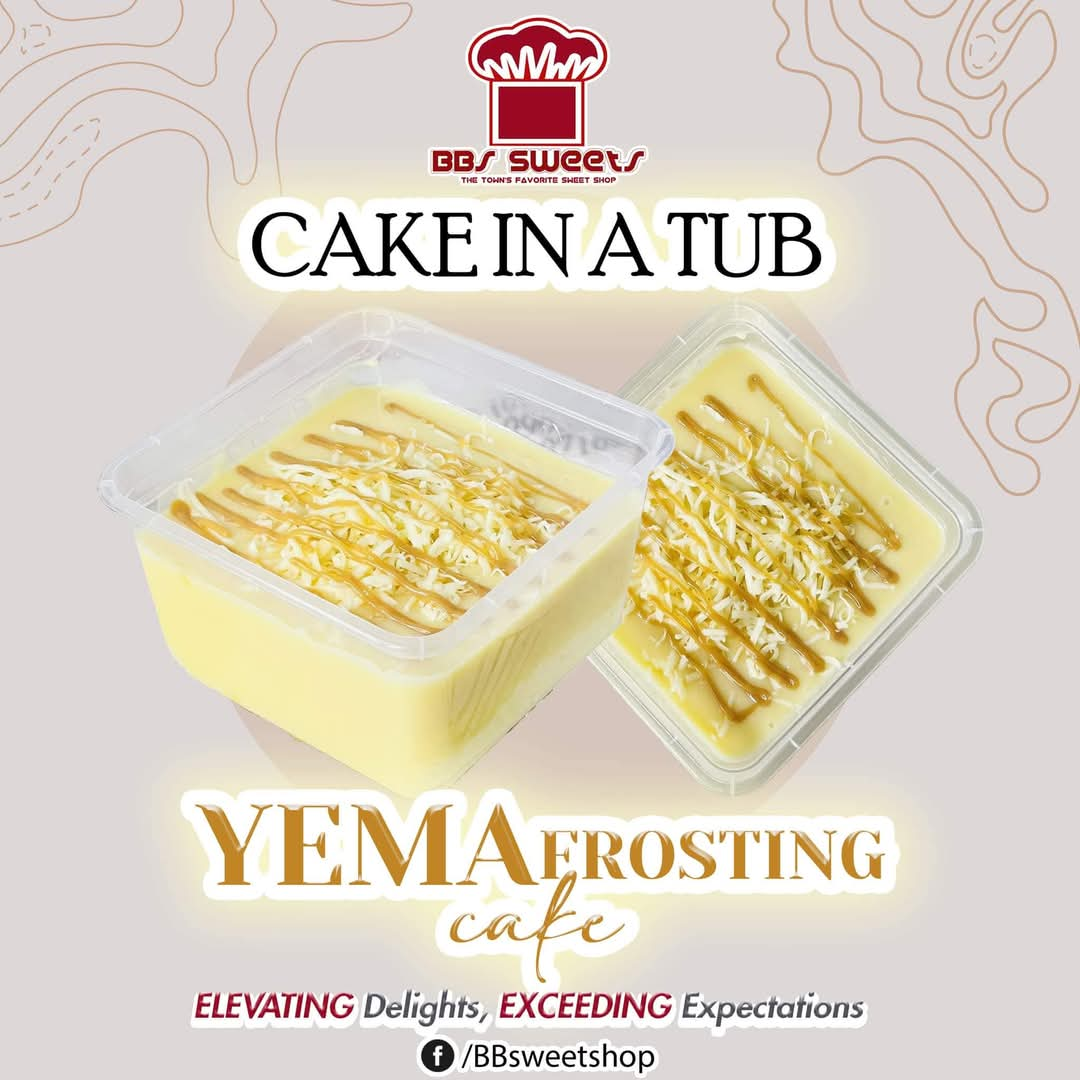 BBS SWeetS
THE TOWN'S FAVORITE SWEET SHOP
CAKE IN A TUB
YEMA FROSTING
cake
ELEVATING Delights, EXCEEDING Expectations
/BBsweetshop